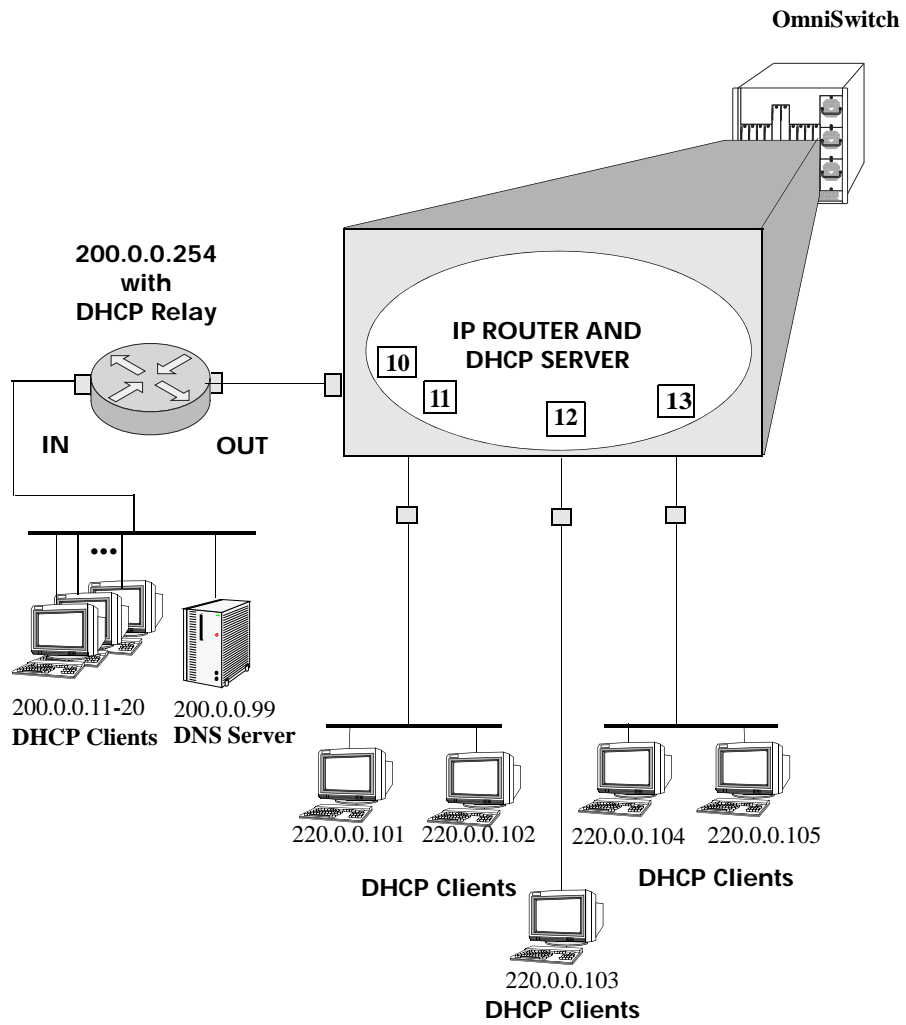 OmniSwitch
200.0.0.254
with
DHCP Relay
IP ROUTER AND
DHCP SERVER
10
11
12
13
IN
OUT
200.0.0.11-20
DHCP Clients
200.0.0.99
DNS Server
220.0.0.101
220.0.0.102
220.0.0.104
220.0.0.105
DHCP Clients
DHCP Clients
220.0.0.103
DHCP Clients